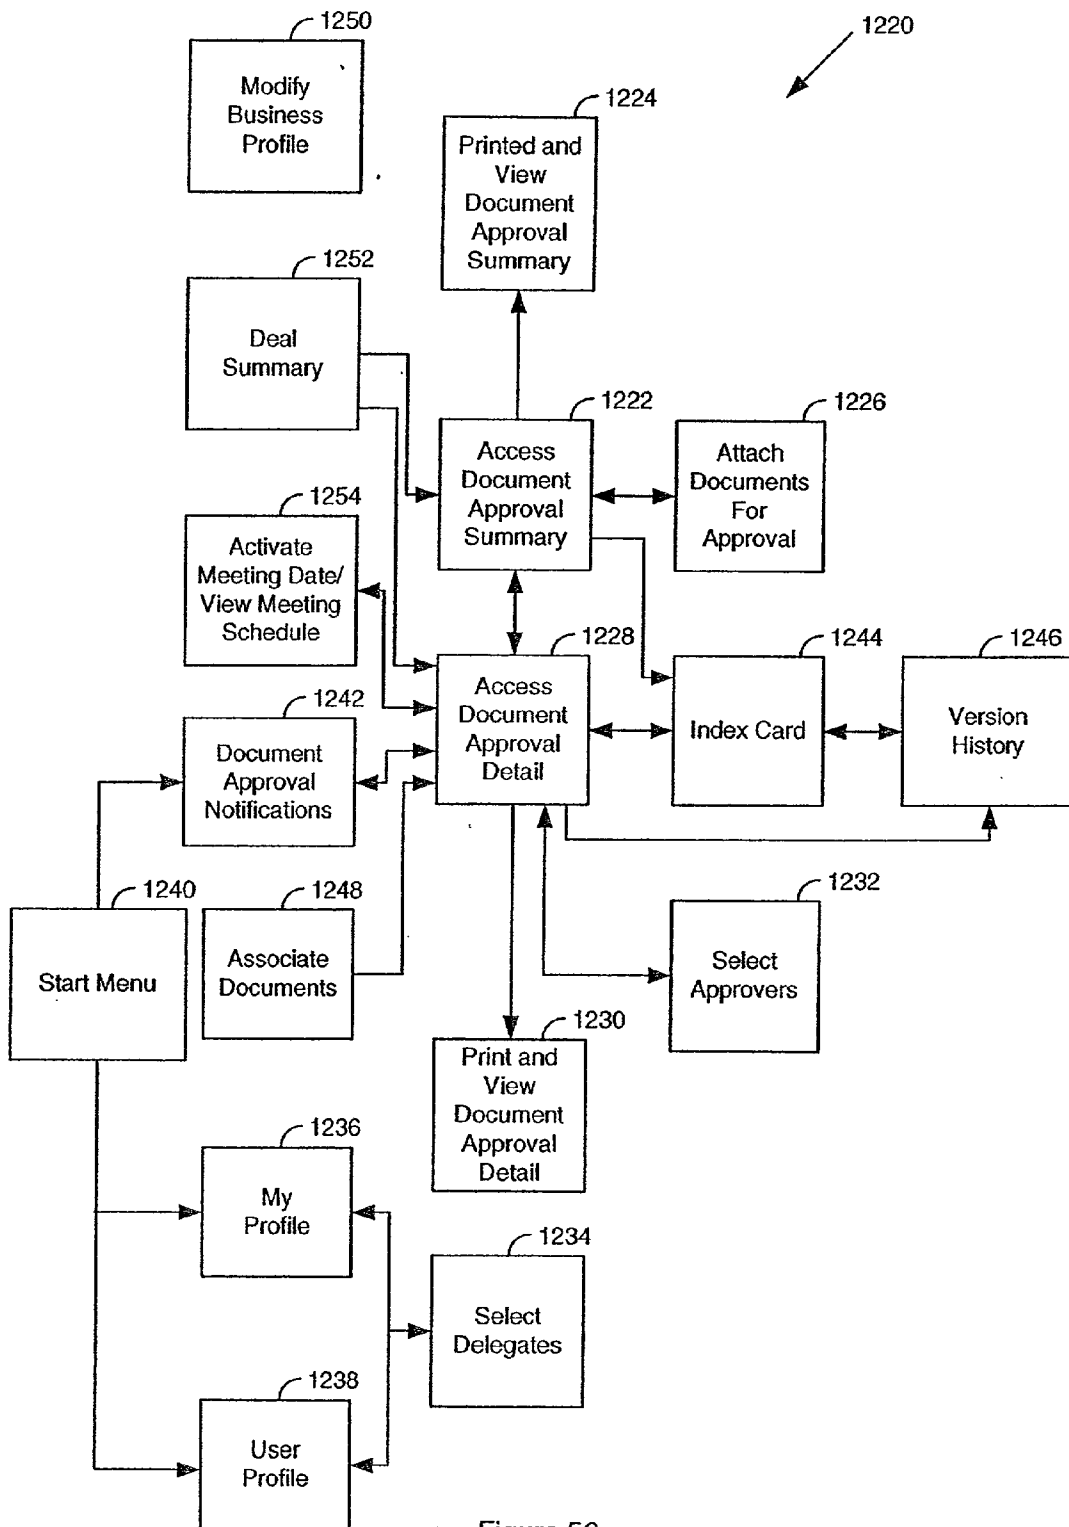 1250
1220
Modify
Business
Profile
1224
Printed and
View
Document
Approval
Summary
1252
Deal
Summary
1222
Access
Document
Approval
Summary
1226
Attach
Documents
For
Approval
1254
Activate
Meeting Date/
View Meeting
Schedule
1228
Access
Document
Approval
Detail
1244
Index Card
1246
Version
History
1242
Document
Approval
Notifications
1240
Start Menu
1248
Associate
Documents
1232
Select
Approvers
1230
Print and
View
Document
Approval
Detail
1236
My
Profile
1234
Select
Delegates
1238
User
Profile